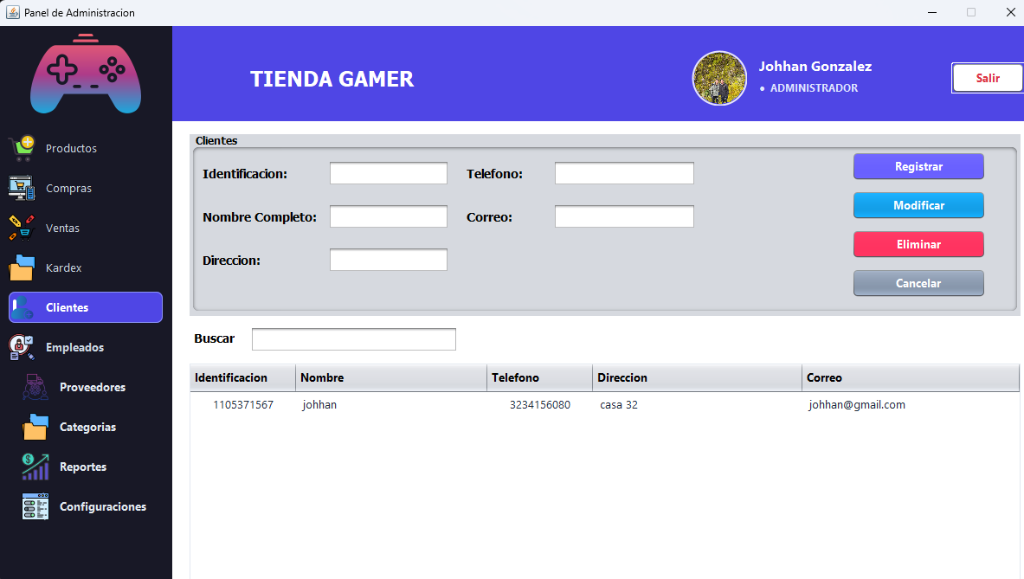 Panel de Administracion
TIENDA GAMER
Johhan Gonzalez
• ADMINISTRADOR
Salir
Productos
Compras
Ventas
Kardex
Clientes
Empleados
Proveedores
Categorias
Reportes
Configuraciones
Clientes
Identificacion: Telefono:
Nombre Completo: Correo:
Direccion:
Registrar
Modificar
Eliminar
Cancelar
Buscar
Identificacion Nombre Telefono Direccion Correo
1105371567 johhan 3234156080 casa 32 johhan@gmail.com